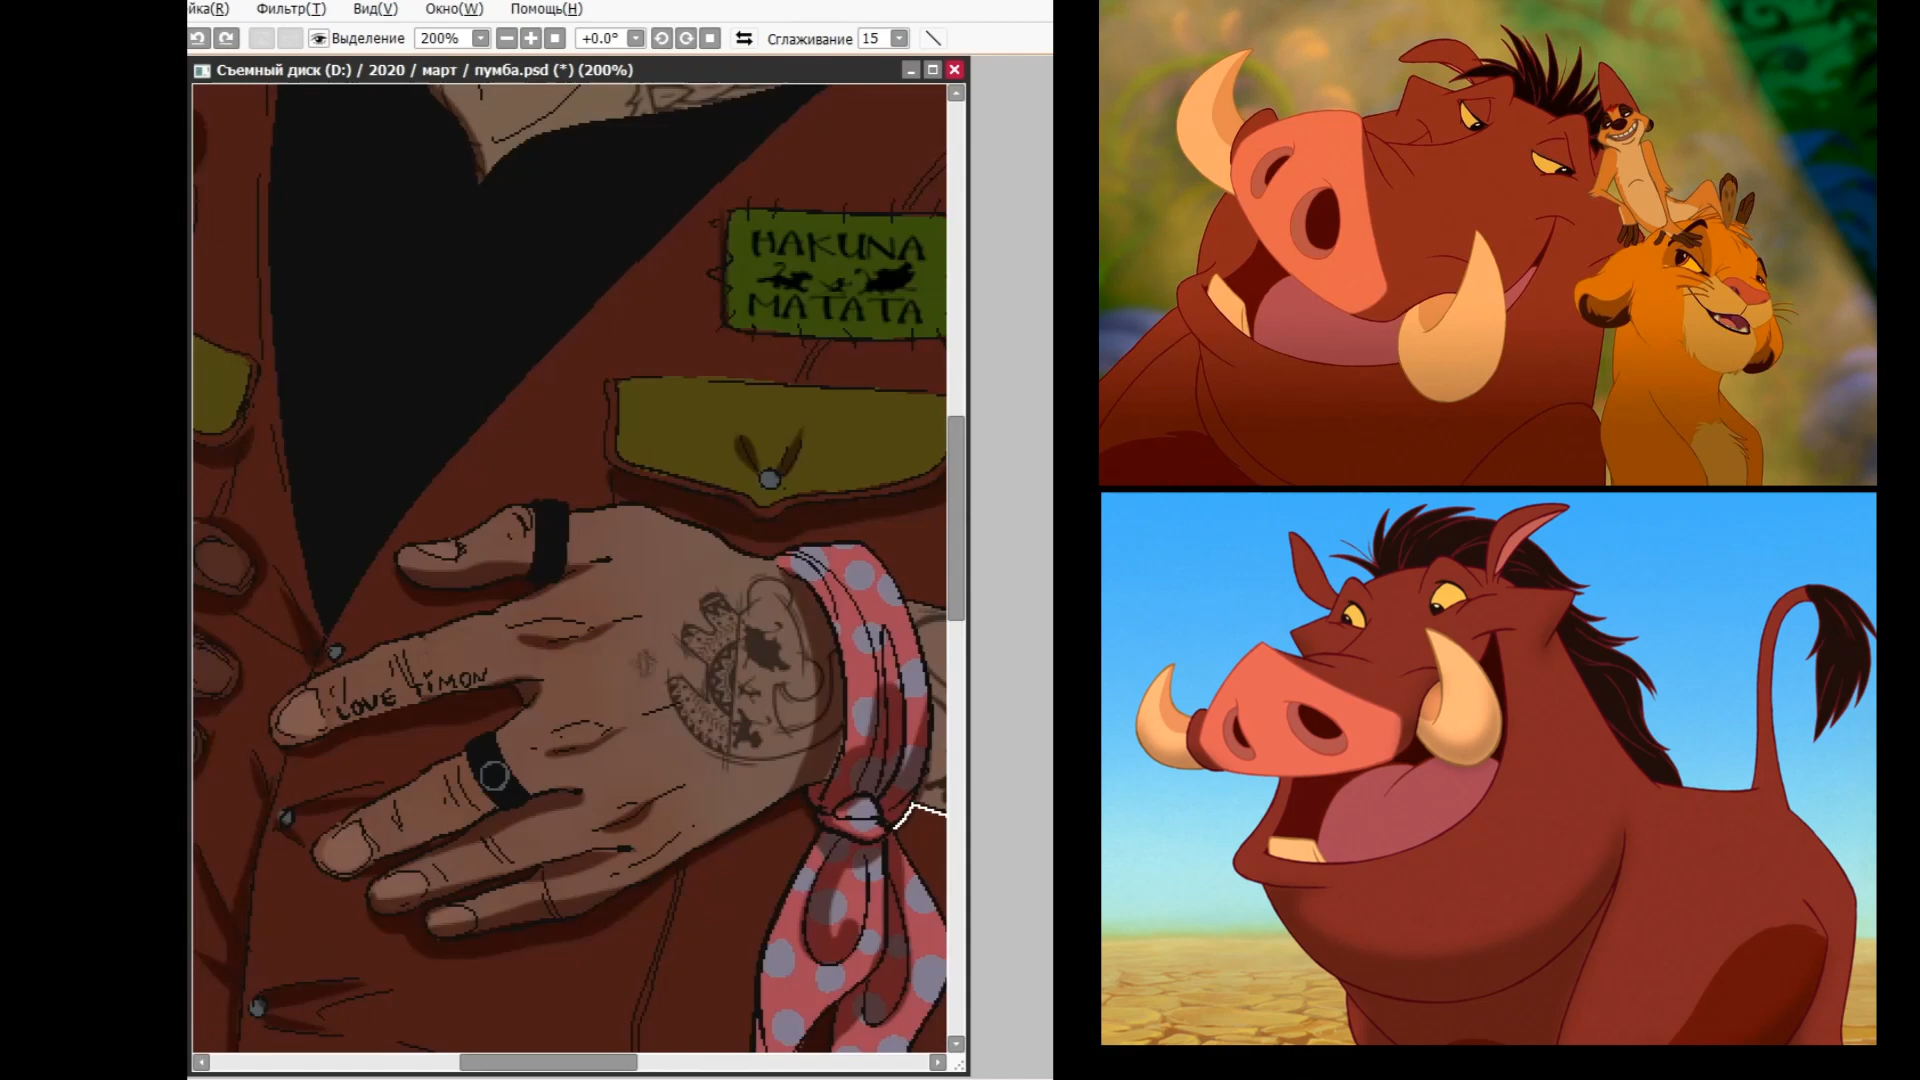 йка(R) Фильтр(T) Вид(V) Окно(W) Помощь(H)
Выделение 200% +0.0° Сглаживание 15
Съемный диск (D:) / 2020 / март / пумба.psd (*) (200%)
HAKUNA
MATATA
LOVE TIMON